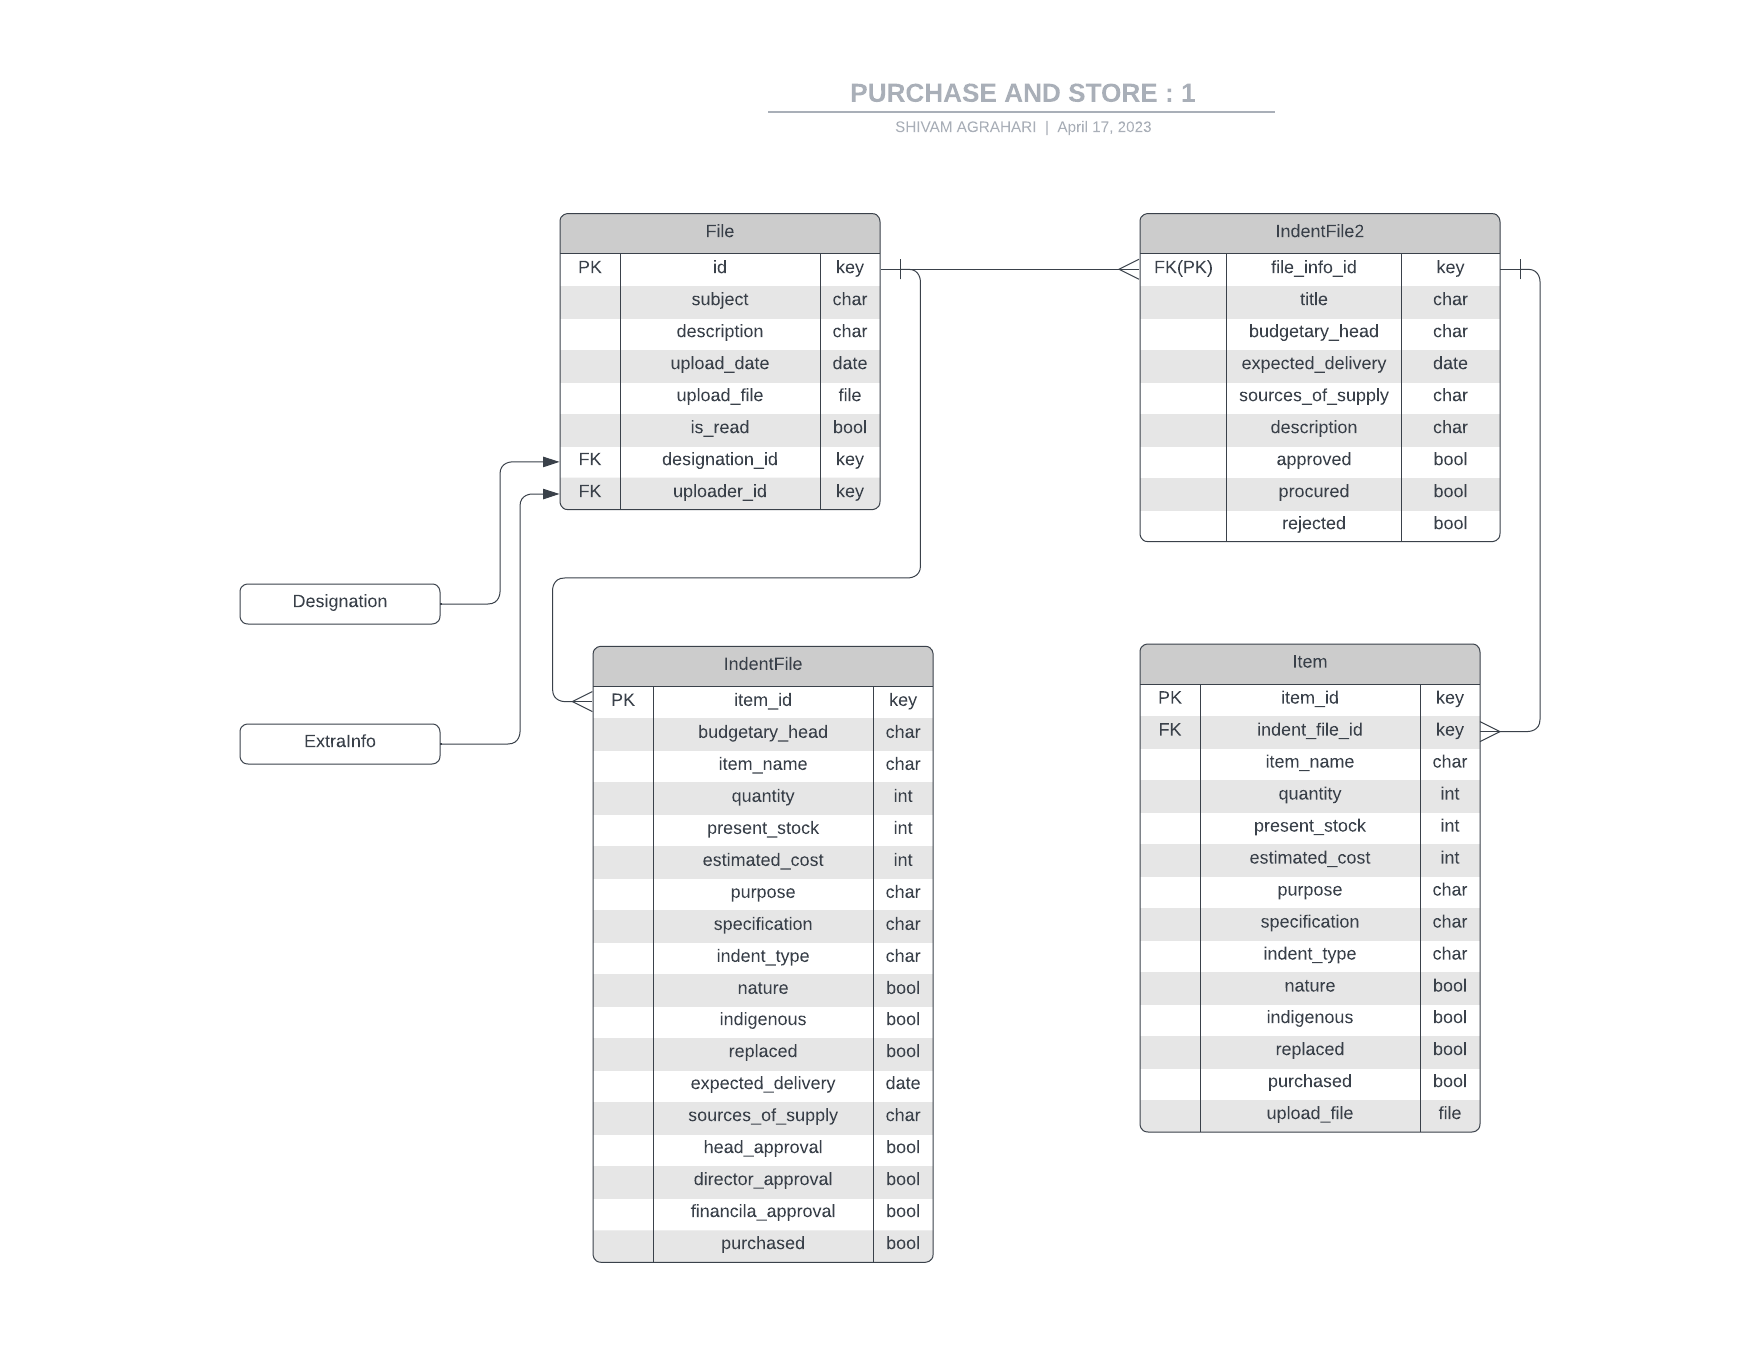 PURCHASE AND STORE : 1
SHIVAM AGRAHARI | April 17, 2023
File
PK id key
subject char
description char
upload_date date
upload_file file
is_read bool
FK designation_id key
FK uploader_id key
IndentFile2
FK(PK) file_info_id key
title char
budgetary_head char
expected_delivery date
sources_of_supply char
description char
approved bool
procured bool
rejected bool
Designation
ExtraInfo
IndentFile
PK item_id key
budgetary_head char
item_name char
quantity int
present_stock int
estimated_cost int
purpose char
specification char
indent_type char
nature bool
indigenous bool
replaced bool
expected_delivery date
sources_of_supply char
head_approval bool
director_approval bool
financila_approval bool
purchased bool
Item
PK item_id key
FK indent_file_id key
item_name char
quantity int
present_stock int
estimated_cost int
purpose char
specification char
indent_type char
nature bool
indigenous bool
replaced bool
purchased bool
upload_file file